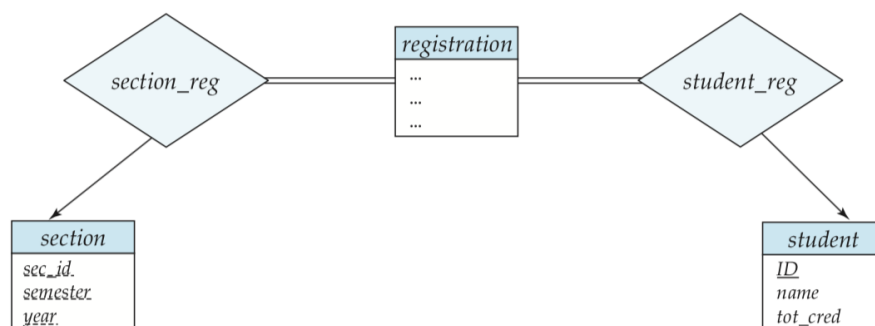 section_reg
registration
...
...
...
student_reg
section
sec_id
semester
year
student
ID
name
tot_cred